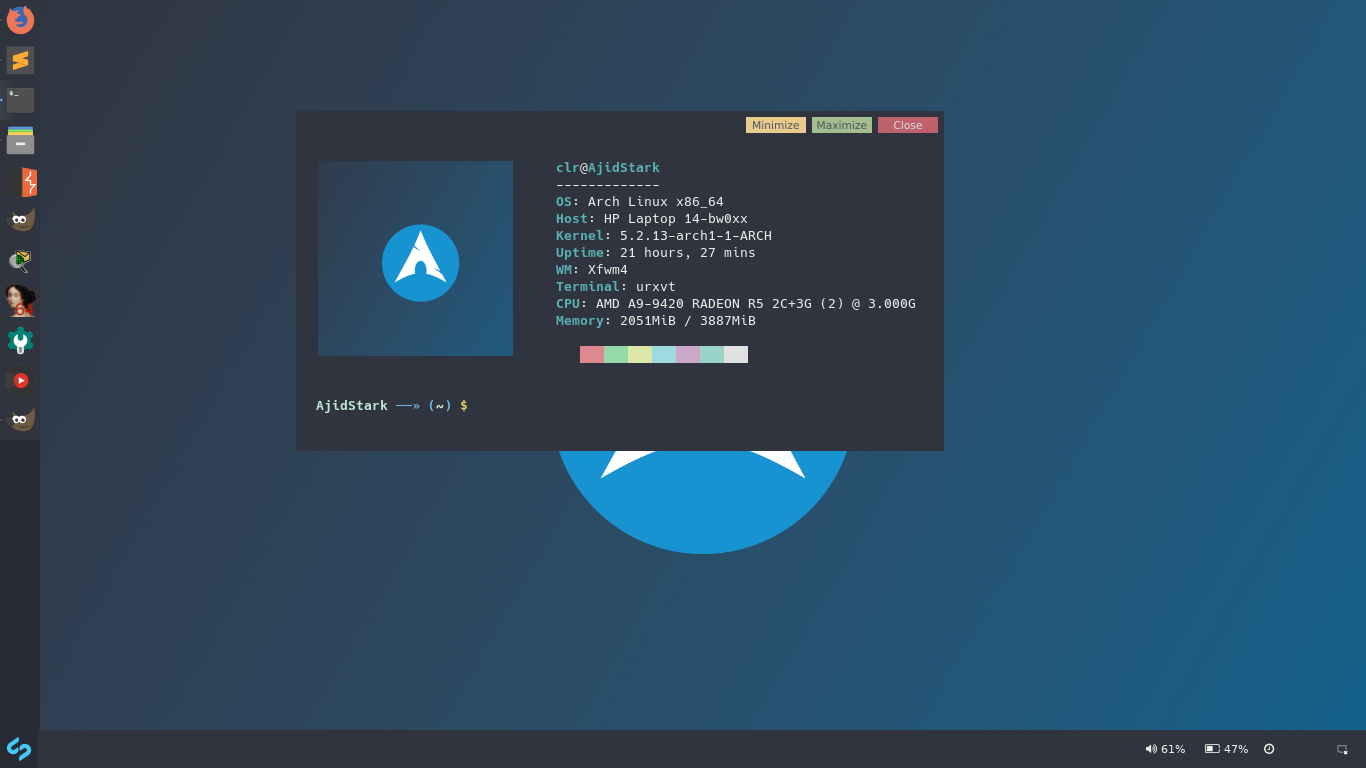 Minimize Maximize Close
clr@AjidStark
-------------
OS: Arch Linux x86_64
Host: HP Laptop 14-bw0xx
Kernel: 5.2.13-arch1-1-ARCH
Uptime: 21 hours, 27 mins
WM: Xfwm4
Terminal: urxvt
CPU: AMD A9-9420 RADEON R5 2C+3G (2) @ 3.000G
Memory: 2051MiB / 3887MiB
AjidStark ──» (~) $
61% 47%